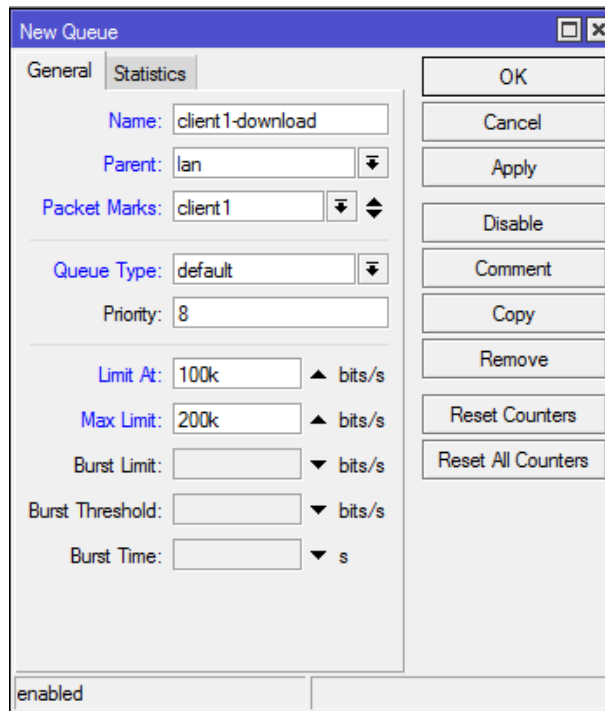 New Queue
General
Statistics
Name: client1-download
Parent: lan
Packet Marks: client1
Queue Type: default
Priority: 8
Limit At: 100k bits/s
Max Limit: 200k bits/s
Burst Limit: bits/s
Burst Threshold: bits/s
Burst Time: s
OK
Cancel
Apply
Disable
Comment
Copy
Remove
Reset Counters
Reset All Counters
enabled